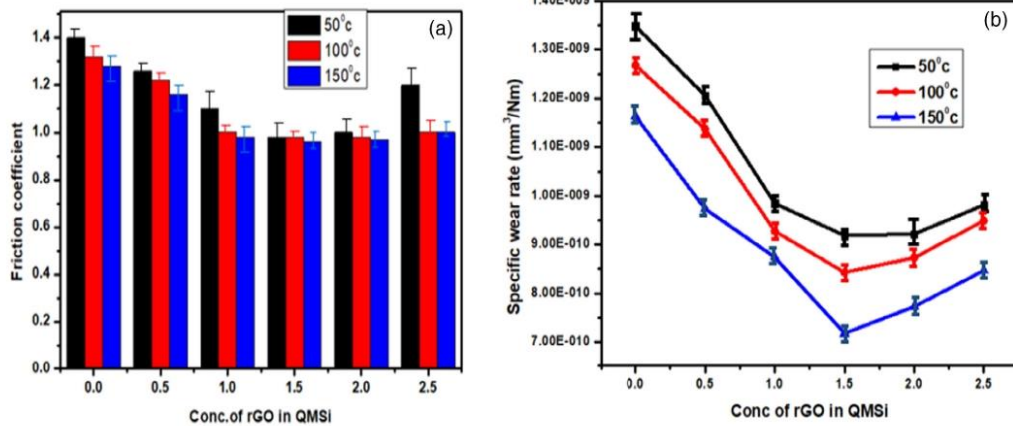 (a)
50⁰c
100⁰c
150⁰c
Friction coefficient
1.4
1.2
1.0
0.8
0.6
0.4
0.2
0.0
0.0 0.5 1.0 1.5 2.0 2.5
Conc.of rGO in QMSi
(b)
50⁰c
100⁰c
150⁰c
Specific wear rate (mm³/Nm)
1.40E-009
1.30E-009
1.20E-009
1.10E-009
1.00E-009
9.00E-010
8.00E-010
7.00E-010
0.0 0.5 1.0 1.5 2.0 2.5
Conc of rGO in QMSi